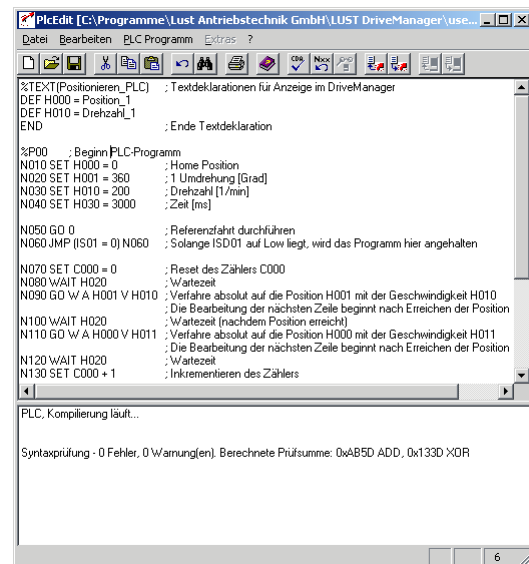 PlcEdit [C:\Programme\Lust Antriebstechnik GmbH\LUST DriveManager\use...
Datei Bearbeiten PLC Programm Extras ?
%TEXT(Positionieren_PLC) ; Textdeklarationen für Anzeige im DriveManager
DEF H000 = Position_1
DEF H010 = Drehzahl_1
END ; Ende Textdeklaration
%P00 ; Beginn PLC-Programm
N010 SET H000 = 0 ; Home Position
N020 SET H001 = 360 ; 1 Umdrehung [Grad]
N030 SET H010 = 200 ; Drehzahl [1/min]
N040 SET H030 = 3000 ; Zeit [ms]
N050 GO 0 ; Referenzfahrt durchführen
N060 JMP (IS01 = 0) N060 ; Solange ISD01 auf Low liegt, wird das Programm hier angehalten
N070 SET C000 = 0 ; Reset des Zählers C000
N080 WAIT H020 ; Wartezeit
N090 GO W A H001 V H010 ; Verfahre absolut auf die Position H001 mit der Geschwindigkeit H010
; Die Bearbeitung der nächsten Zeile beginnt nach Erreichen der Position
N100 WAIT H020 ; Wartezeit (nachdem Position erreicht)
N110 GO W A H000 V H011 ; Verfahre absolut auf die Position H000 mit der Geschwindigkeit H011
; Die Bearbeitung der nächsten Zeile beginnt nach Erreichen der Position
N120 WAIT H020 ; Wartezeit
N130 SET C000 + 1 ; Inkrementieren des Zählers
PLC, Kompilierung läuft...
Syntaxprüfung - 0 Fehler, 0 Warnung(en). Berechnete Prüfsumme: 0xAB5D ADD, 0x133D XOR
6